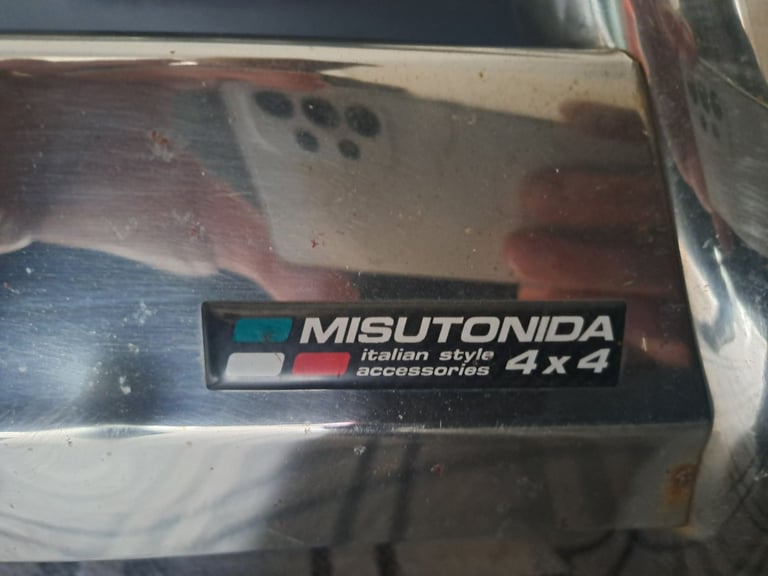 MISUTONIDA
italian style
accessories 4x4